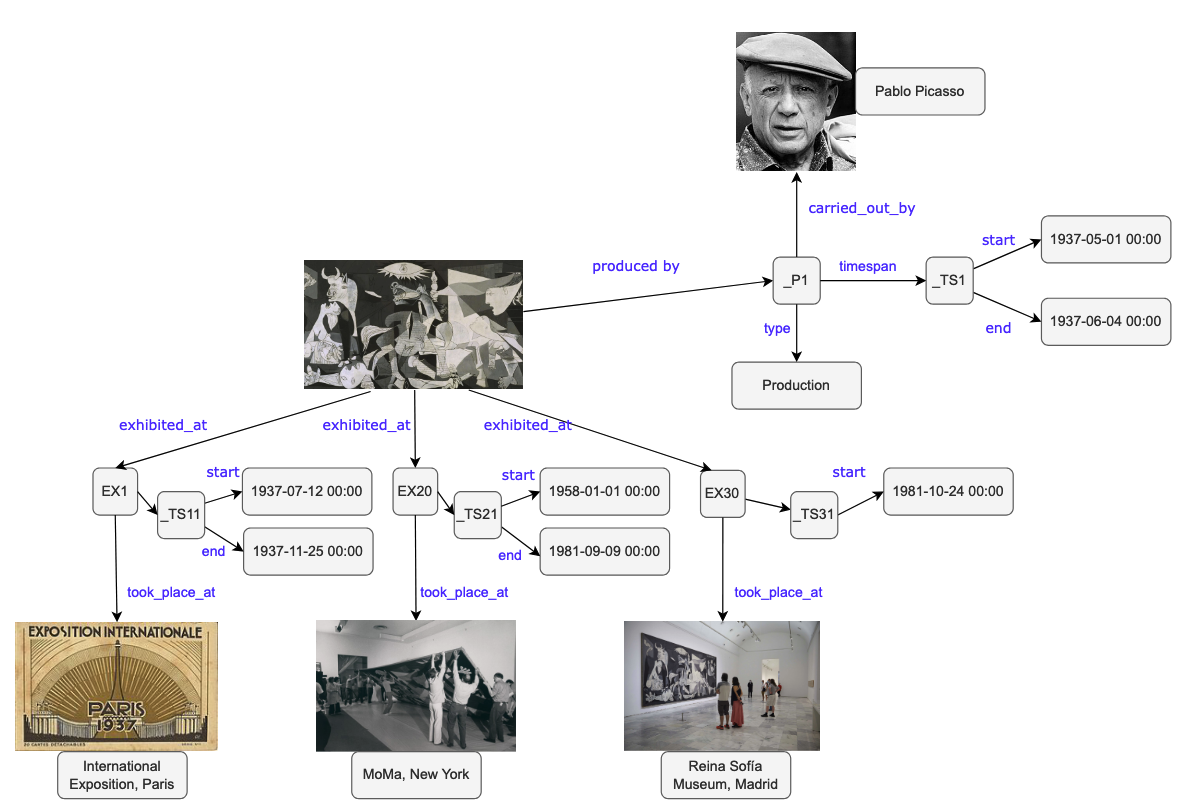 Pablo Picasso
carried_out_by
start
1937-05-01 00:00
produced by
_P1
timespan
_TS1
type
end
1937-06-04 00:00
Production
exhibited_at
exhibited_at
exhibited_at
EX1
start
1937-07-12 00:00
_TS11
end
1937-11-25 00:00
EX20
start
1958-01-01 00:00
_TS21
end
1981-09-09 00:00
EX30
start
1981-10-24 00:00
_TS31
took_place_at
took_place_at
took_place_at
EXPOSITION INTERNATIONALE
PARIS
1937
20 CARTES DÉTACHABLES
International
Exposition, Paris
MoMa, New York
Reina Sofía
Museum, Madrid